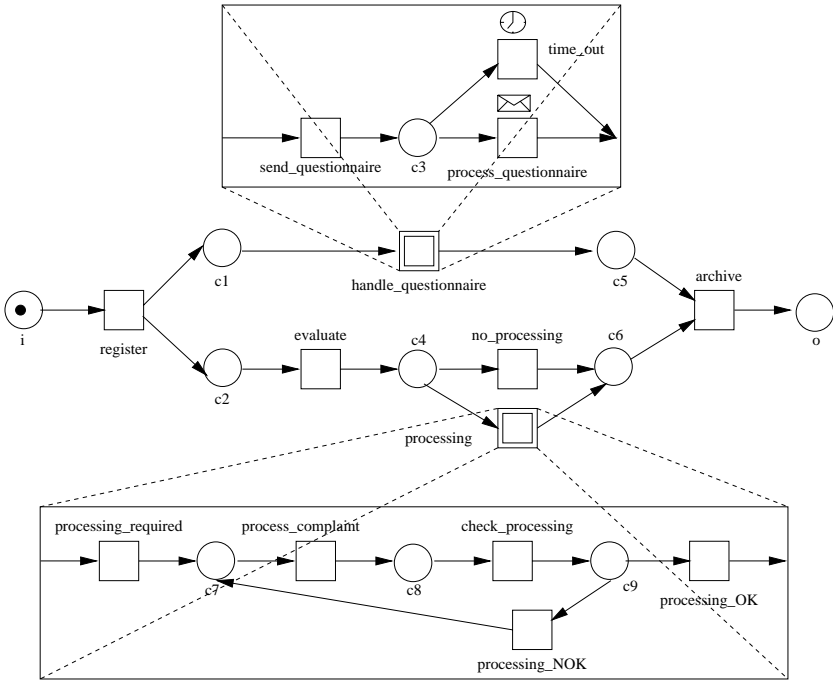 time_out
send_questionnaire
c3
process_questionnaire
c1
handle_questionnaire
c5
archive
i
register
o
evaluate
c4
no_processing
c6
c2
processing
processing_required
process_complaint
check_processing
c7
c8
c9
processing_OK
processing_NOK